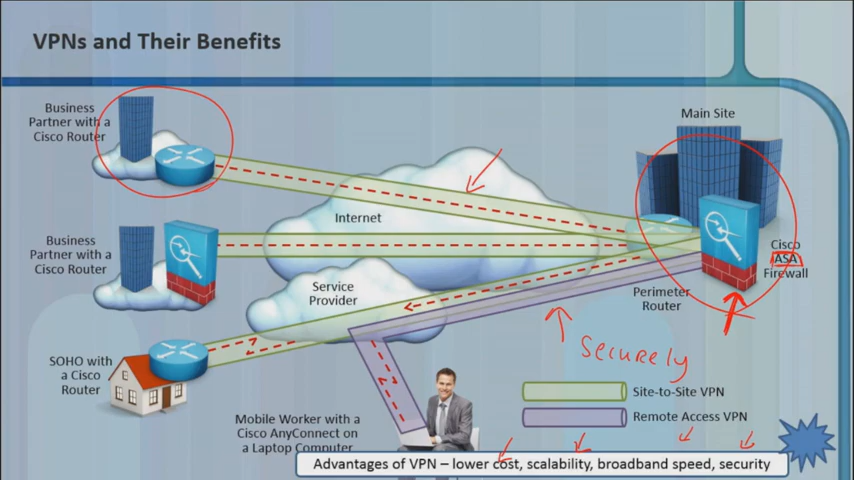 VPNs and Their Benefits
Business
Partner with a
Cisco Router
Main Site
Internet
Business
Partner with a
Cisco Router
Cisco
ASA
Firewall
Service
Provider
Perimeter
Router
Securely
SOHO with
a Cisco
Router
Site-to-Site VPN
Remote Access VPN
Mobile Worker with a
Cisco AnyConnect on
a Laptop Computer
Advantages of VPN – lower cost, scalability, broadband speed, security